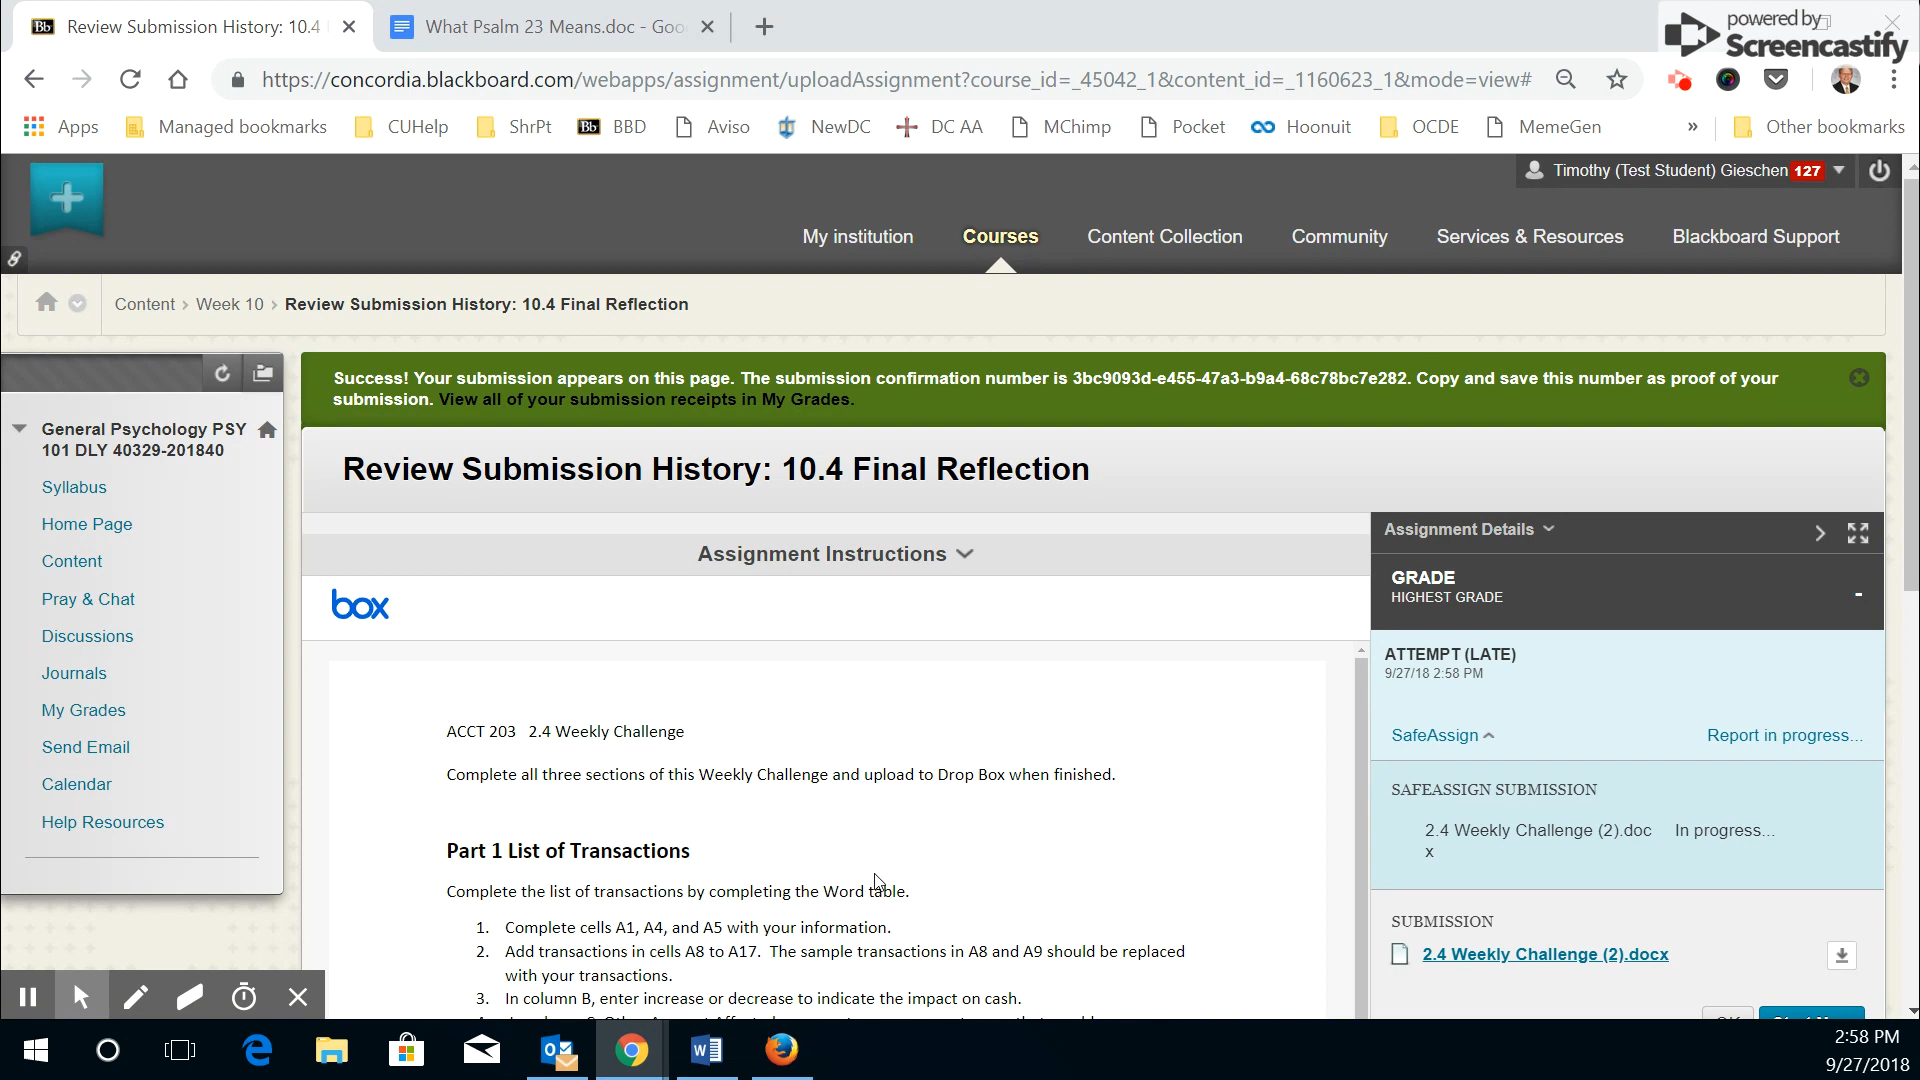 Bb Review Submission History: 10.4
What Psalm 23 Means.doc - Goo
powered by
Screencastify
https://concordia.blackboard.com/webapps/assignment/uploadAssignment?course_id=_45042_1&content_id=_1160623_1&mode=view#
Apps Managed bookmarks CUHelp ShrPt Bb BBD Aviso NewDC DC AA MChimp Pocket Hoonuit OCDE MemeGen » Other bookmarks
Timothy (Test Student) Gieschen 127
My institution Courses Content Collection Community Services & Resources Blackboard Support
Content > Week 10 > Review Submission History: 10.4 Final Reflection
Success! Your submission appears on this page. The submission confirmation number is 3bc9093d-e455-47a3-b9a4-68c78bc7e282. Copy and save this number as proof of your
submission. View all of your submission receipts in My Grades.
General Psychology PSY
101 DLY 40329-201840
Syllabus
Home Page
Content
Pray & Chat
Discussions
Journals
My Grades
Send Email
Calendar
Help Resources
Review Submission History: 10.4 Final Reflection
Assignment Instructions
box
ACCT 203 2.4 Weekly Challenge
Complete all three sections of this Weekly Challenge and upload to Drop Box when finished.
Part 1 List of Transactions
Complete the list of transactions by completing the Word table.
1. Complete cells A1, A4, and A5 with your information.
2. Add transactions in cells A8 to A17. The sample transactions in A8 and A9 should be replaced
with your transactions.
3. In column B, enter increase or decrease to indicate the impact on cash.
Assignment Details
GRADE
HIGHEST GRADE -
ATTEMPT (LATE)
9/27/18 2:58 PM
SafeAssign Report in progress...
SAFEASSIGN SUBMISSION
2.4 Weekly Challenge (2).doc In progress...
x
SUBMISSION
2.4 Weekly Challenge (2).docx
2:58 PM
9/27/2018